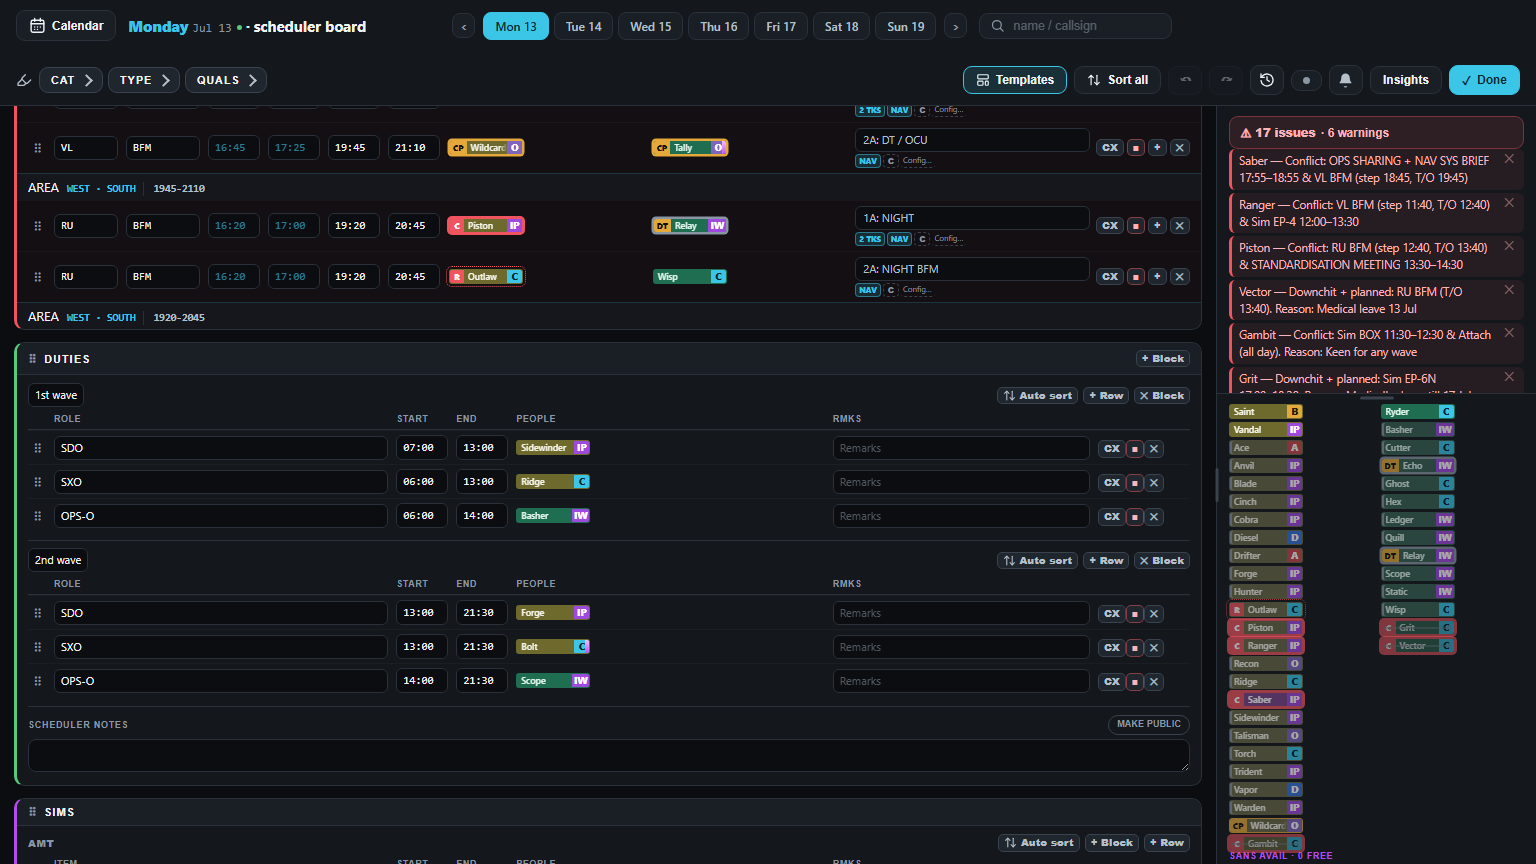 Calendar
Monday Jul 13 • · scheduler board
‹ Mon 13 Tue 14 Wed 15 Thu 16 Fri 17 Sat 18 Sun 19 ›
name / callsign
CAT TYPE QUALS
Templates Sort all Insights ✓ Done
2 TKS NAV C Config...
VL BFM 16:45 17:25 19:45 21:10 CP Wildcard O CP Tally O 2A: DT / OCU CX ■ + ✕
NAV C Config...
AREA WEST · SOUTH 1945-2110
RU BFM 16:20 17:00 19:20 20:45 C Piston IP DT Relay IW 1A: NIGHT CX ■ + ✕
2 TKS NAV C Config...
RU BFM 16:20 17:00 19:20 20:45 R Outlaw C Wisp C 2A: NIGHT BFM CX ■ + ✕
NAV C Config...
AREA WEST · SOUTH 1920-2045
DUTIES + Block
1st wave Auto sort + Row ✕ Block
ROLE START END PEOPLE RMKS
SDO 07:00 13:00 Sidewinder IP Remarks CX ■ ✕
SXO 06:00 13:00 Ridge C Remarks CX ■ ✕
OPS-O 06:00 14:00 Basher IW Remarks CX ■ ✕
2nd wave Auto sort + Row ✕ Block
ROLE START END PEOPLE RMKS
SDO 13:00 21:30 Forge IP Remarks CX ■ ✕
SXO 13:00 21:30 Bolt C Remarks CX ■ ✕
OPS-O 14:00 21:30 Scope IW Remarks CX ■ ✕
SCHEDULER NOTES MAKE PUBLIC
SIMS
AMT Auto sort + Block + Row
ITEM START END PEOPLE RMKS
⚠ 17 issues · 6 warnings
Saber — Conflict: OPS SHARING + NAV SYS BRIEF
17:55–18:55 & VL BFM (step 18:45, T/O 19:45)
Ranger — Conflict: VL BFM (step 11:40, T/O 12:40)
& Sim EP-4 12:00–13:30
Piston — Conflict: RU BFM (step 12:40, T/O 13:40)
& STANDARDISATION MEETING 13:30–14:30
Vector — Downchit + planned: RU BFM (T/O
13:40). Reason: Medical leave 13 Jul
Gambit — Conflict: Sim BOX 11:30–12:30 & Attach
(all day). Reason: Keen for any wave
Grit — Downchit + planned: Sim EP-6N
Saint B Ryder C
Vandal IP Basher IW
Ace A Cutter C
Anvil IP DT Echo IW
Blade IP Ghost C
Cinch IP Hex C
Cobra IP Ledger IW
Diesel D Quill IW
Drifter A DT Relay IW
Forge IP Scope IW
Hunter IP Static IW
R Outlaw C Wisp C
C Piston IP C Grit C
C Ranger IP C Vector C
Recon O
Ridge C
C Saber IP
Sidewinder IP
Talisman O
Torch C
Trident IP
Vapor D
Warden IP
CP Wildcard O
C Gambit C
SANS AVAIL · 0 FREE